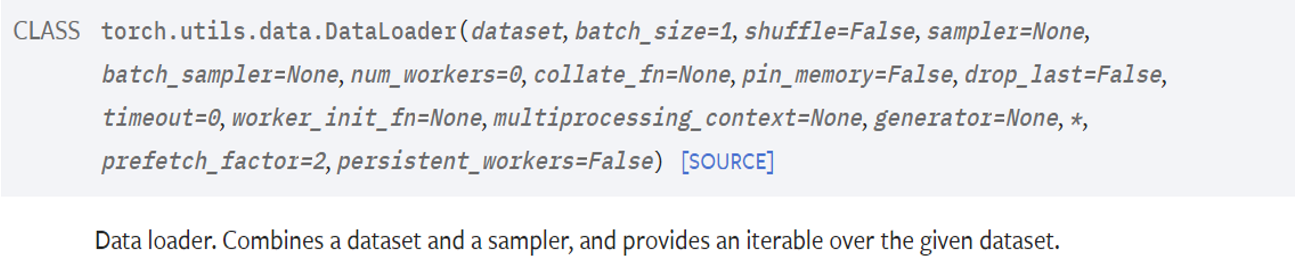 CLASS torch.utils.data.DataLoader(dataset, batch_size=1, shuffle=False, sampler=None,
batch_sampler=None, num_workers=0, collate_fn=None, pin_memory=False, drop_last=False,
timeout=0, worker_init_fn=None, multiprocessing_context=None, generator=None, *,
prefetch_factor=2, persistent_workers=False) [SOURCE]
Data loader. Combines a dataset and a sampler, and provides an iterable over the given dataset.